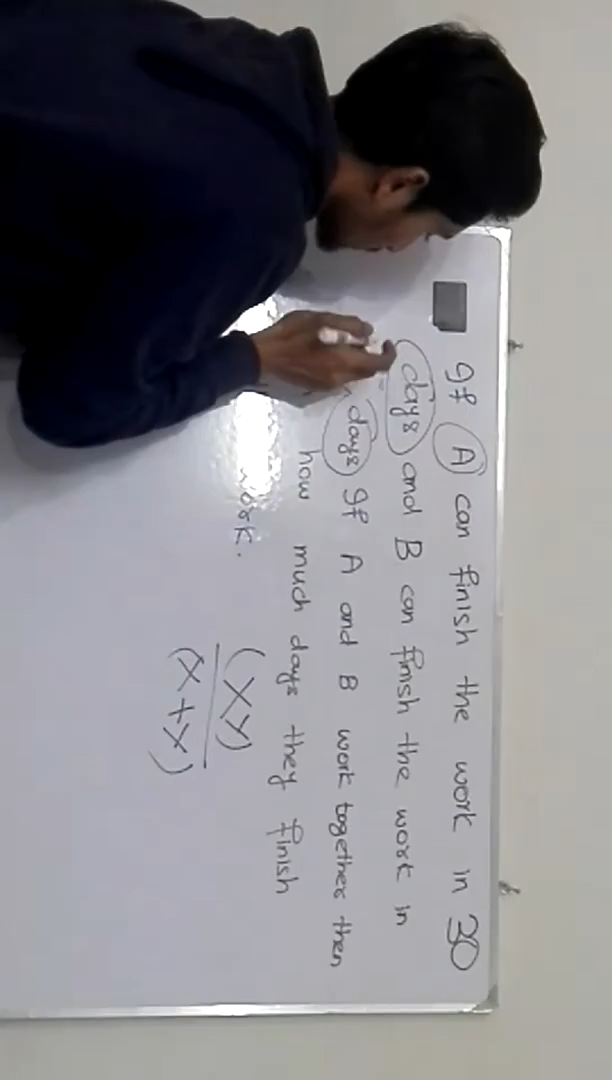 If A can finish the work in 30
days and B can finish the work in
days If A and B work together then
how much days they finish
work.
(XY)
(X+Y)